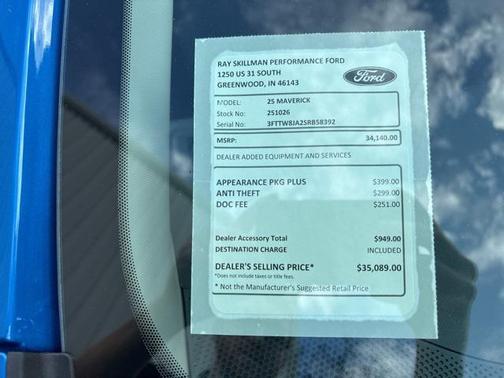 RAY SKILLMAN PERFORMANCE FORD
1250 US 31 SOUTH
GREENWOOD, IN 46143
Ford
MODEL: 25 MAVERICK
Stock No: 251026
Serial No: 3FTTW8JA2SRB58392
MSRP: 34,140.00
DEALER ADDED EQUIPMENT AND SERVICES
APPEARANCE PKG PLUS $399.00
ANTI THEFT $299.00
DOC FEE $251.00
Dealer Accessory Total $949.00
DESTINATION CHARGE INCLUDED
DEALER'S SELLING PRICE* $35,089.00
*Does not include taxes or title fees.
* Not the Manufacturer's Suggested Retail Price